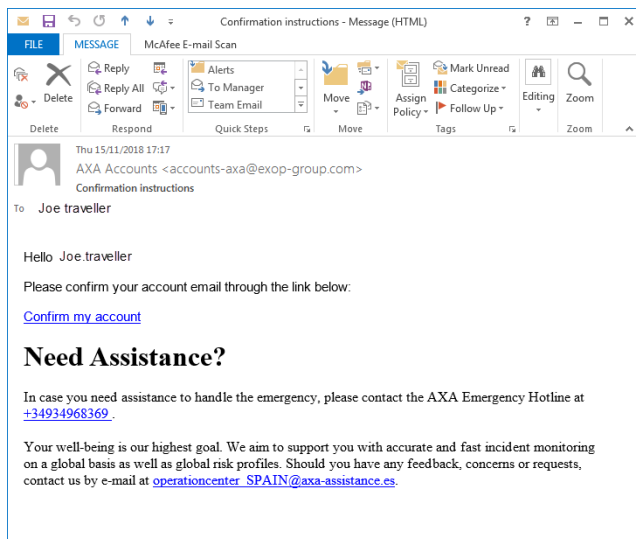 Confirmation instructions - Message (HTML)
FILE MESSAGE McAfee E-mail Scan
Delete
Reply
Reply All
Forward
Alerts
To Manager
Team Email
Move
Assign
Policy
Mark Unread
Categorize
Follow Up
Editing
Zoom
Delete Respond Quick Steps Move Tags Zoom
Thu 15/11/2018 17:17
AXA Accounts <accounts-axa@exop-group.com>
Confirmation instructions
To Joe traveller
Hello Joe.traveller
Please confirm your account email through the link below:
Confirm my account
Need Assistance?
In case you need assistance to handle the emergency, please contact the AXA Emergency Hotline at
+34934968369 .
Your well-being is our highest goal. We aim to support you with accurate and fast incident monitoring
on a global basis as well as global risk profiles. Should you have any feedback, concerns or requests,
contact us by e-mail at operationcenter_SPAIN@axa-assistance.es.